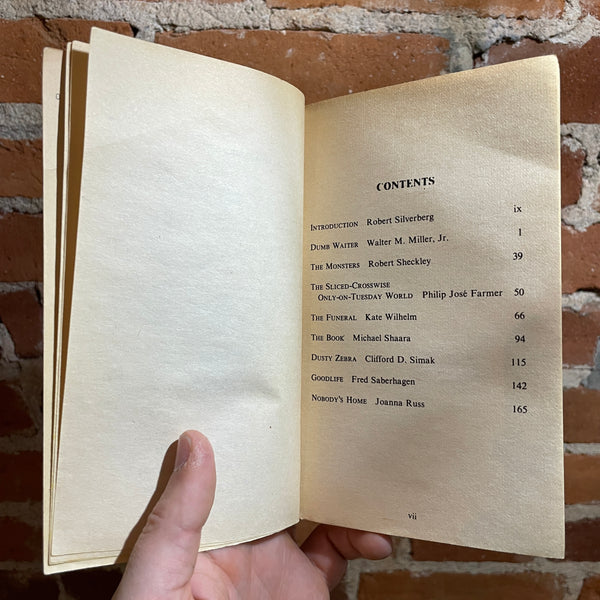 CONTENTS
INTRODUCTION Robert Silverberg ix
DUMB WAITER Walter M. Miller, Jr. 1
THE MONSTERS Robert Sheckley 39
THE SLICED-CROSSWISE
ONLY-ON-TUESDAY WORLD Philip José Farmer 50
THE FUNERAL Kate Wilhelm 66
THE BOOK Michael Shaara 94
DUSTY ZEBRA Clifford D. Simak 115
GOODLIFE Fred Saberhagen 142
NOBODY'S HOME Joanna Russ 165
vii